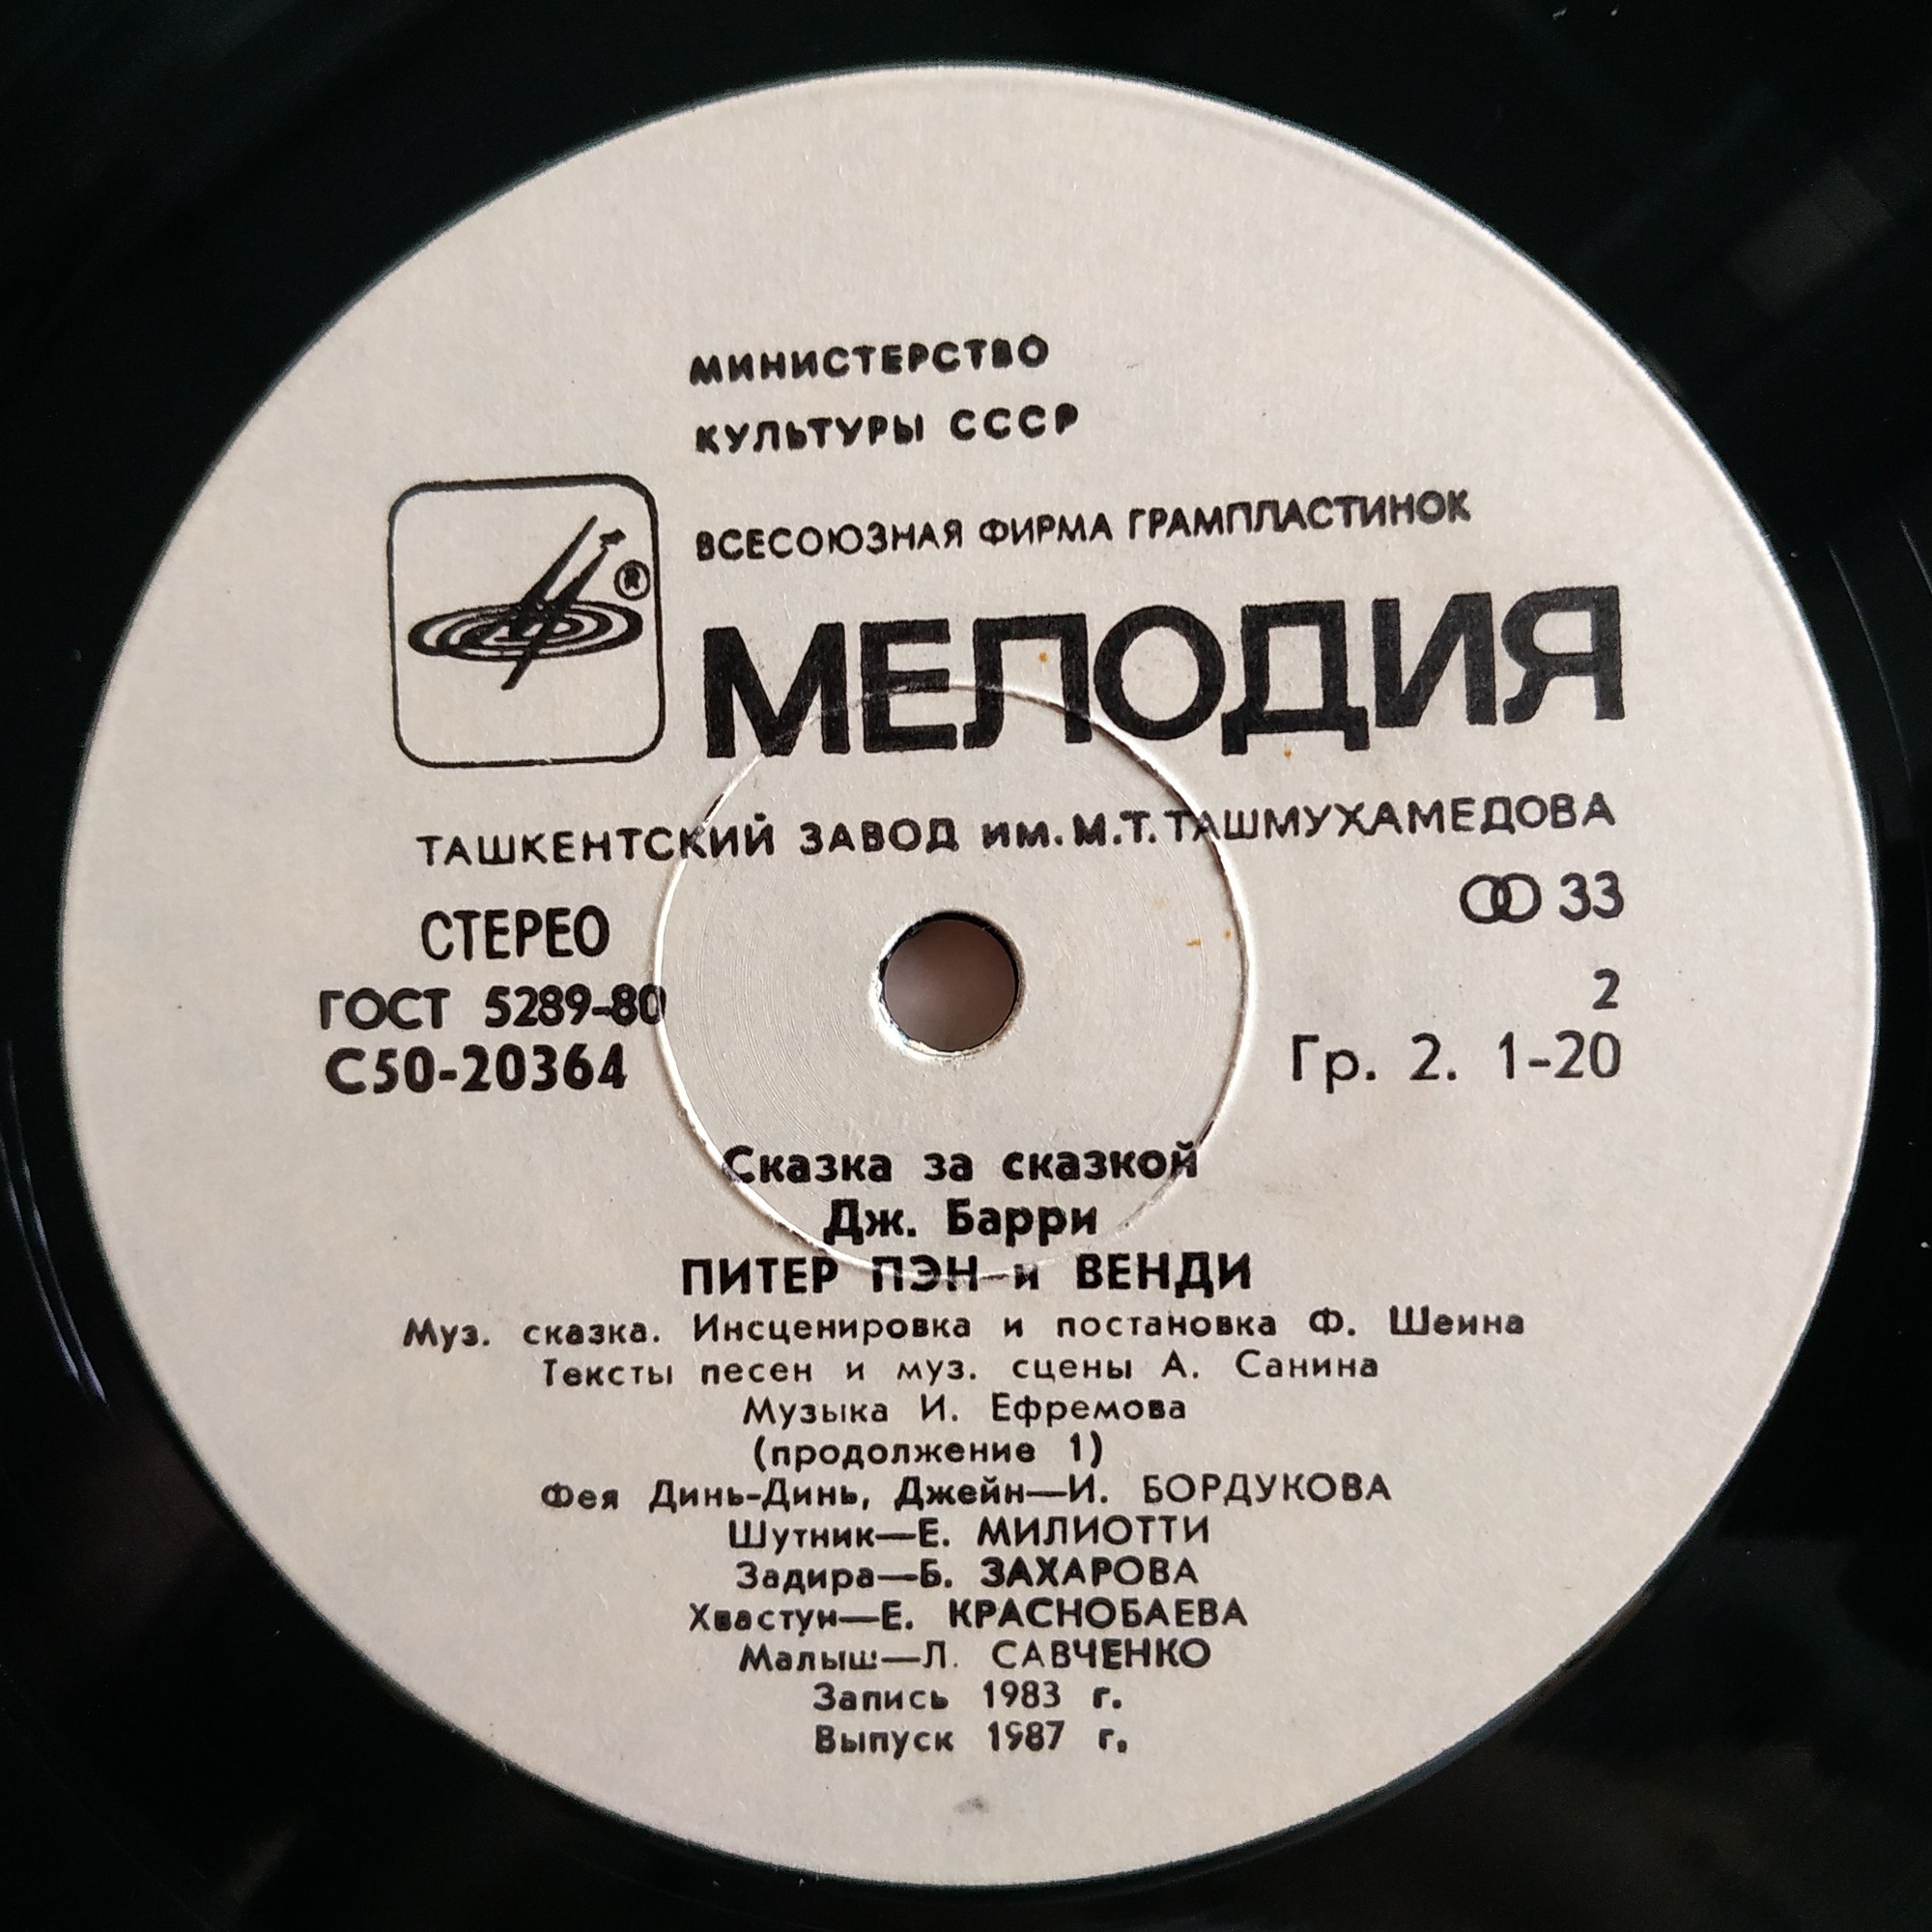 МИНИСТЕРСТВО
КУЛЬТУРЫ СССР
ВСЕСОЮЗНАЯ ФИРМА ГРАМПЛАСТИНОК
®
МЕЛОДИЯ
ТАШКЕНТСКИЙ ЗАВОД им. М.Т. ТАШМУХАМЕДОВА
СТЕРЕО
33
ГОСТ 5289-80
2
С50-20364
Гр. 2. 1-20
Сказка за сказкой
Дж. Барри
ПИТЕР ПЭН и ВЕНДИ
Муз. сказка. Инсценировка и постановка Ф. Шеина
Тексты песен и муз. сцены А. Санина
Музыка И. Ефремова
(продолжение 1)
Фея Динь-Динь, Джейн—И. БОРДУКОВА
Шутник—Е. МИЛИОТТИ
Задира—Б. ЗАХАРОВА
Хвастун—Е. КРАСНОБАЕВА
Малыш—Л. САВЧЕНКО
Запись 1983 г.
Выпуск 1987 г.